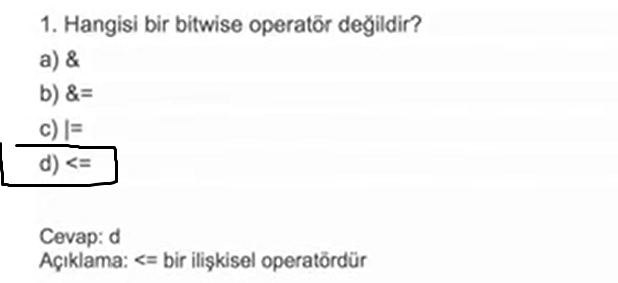 1. Hangisi bir bitwise operatör değildir?
a) &
b) &=
c) |=
d) <=
Cevap: d
Açıklama: <= bir ilişkisel operatördür